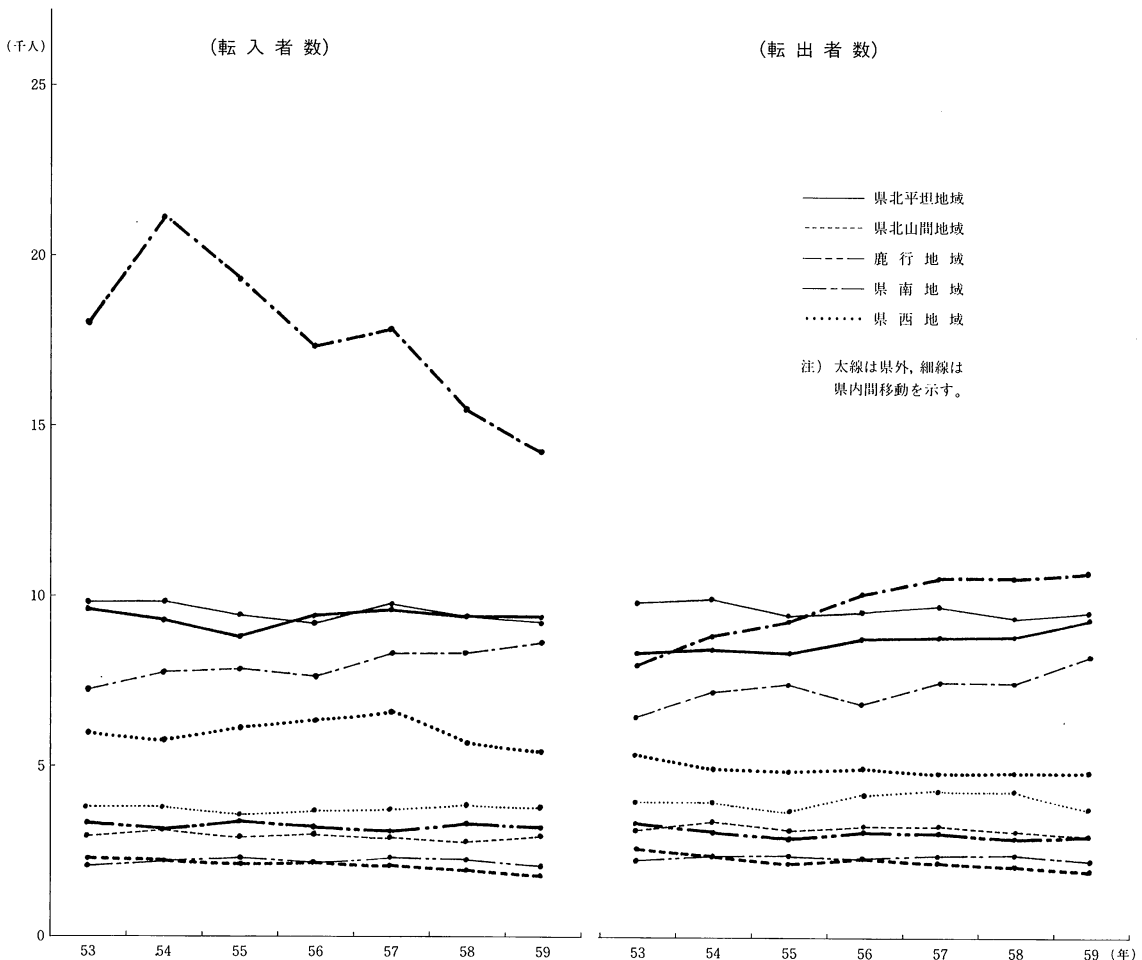 (転 入 者 数)
(転 出 者 数)
(千人)
25
20
15
10
5
0
53 54 55 56 57 58 59
53 54 55 56 57 58 59 (年)
県北平坦地域
県北山間地域
鹿 行 地 域
県 南 地 域
県 西 地 域
注) 太線は県外, 細線は
県内間移動を示す。